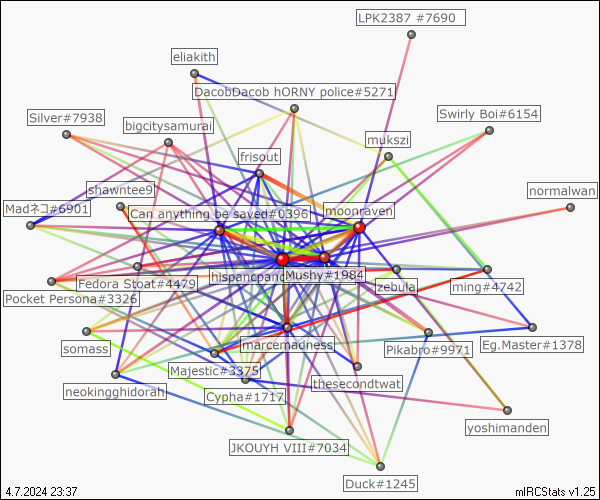 LPK2387 #7690
eliakith
DacobDacob hORNY police#5271
Swirly Boi#6154
Silver#7938
bigcitysamurai
mukszi
frisout
shawntee9
normalwan
Madネコ#6901
Can anything be saved#0396
moonraven
hispanicpanic
Mushy#1984
Fedora Stoat#4479
zebula
ming#4742
Pocket Persona#3326
somass
marcemadness
Pikabro#9971
Eg.Master#1378
Majestic#3375
thesecondtwat
neokingghidorah
Cypha#1717
yoshimanden
JKOUYH VIII#7034
Duck#1245
4.7.2024 23:37
mIRCStats v1.25